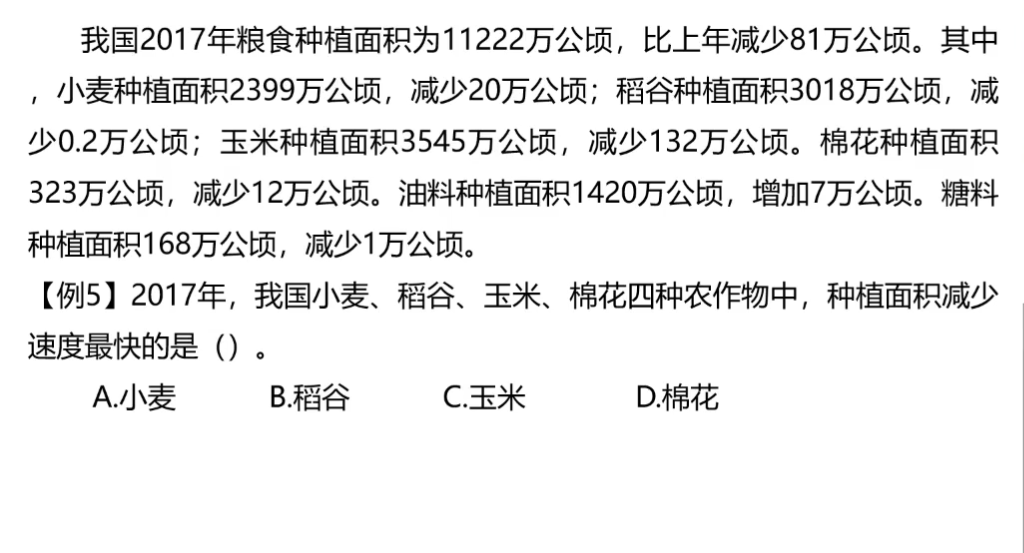 我国2017年粮食种植面积为11222万公顷，比上年减少81万公顷。其中
，小麦种植面积2399万公顷，减少20万公顷；稻谷种植面积3018万公顷，减
少0.2万公顷；玉米种植面积3545万公顷，减少132万公顷。棉花种植面积
323万公顷，减少12万公顷。油料种植面积1420万公顷，增加7万公顷。糖料
种植面积168万公顷，减少1万公顷。
【例5】2017年，我国小麦、稻谷、玉米、棉花四种农作物中，种植面积减少
速度最快的是（）。
A.小麦 B.稻谷 C.玉米 D.棉花